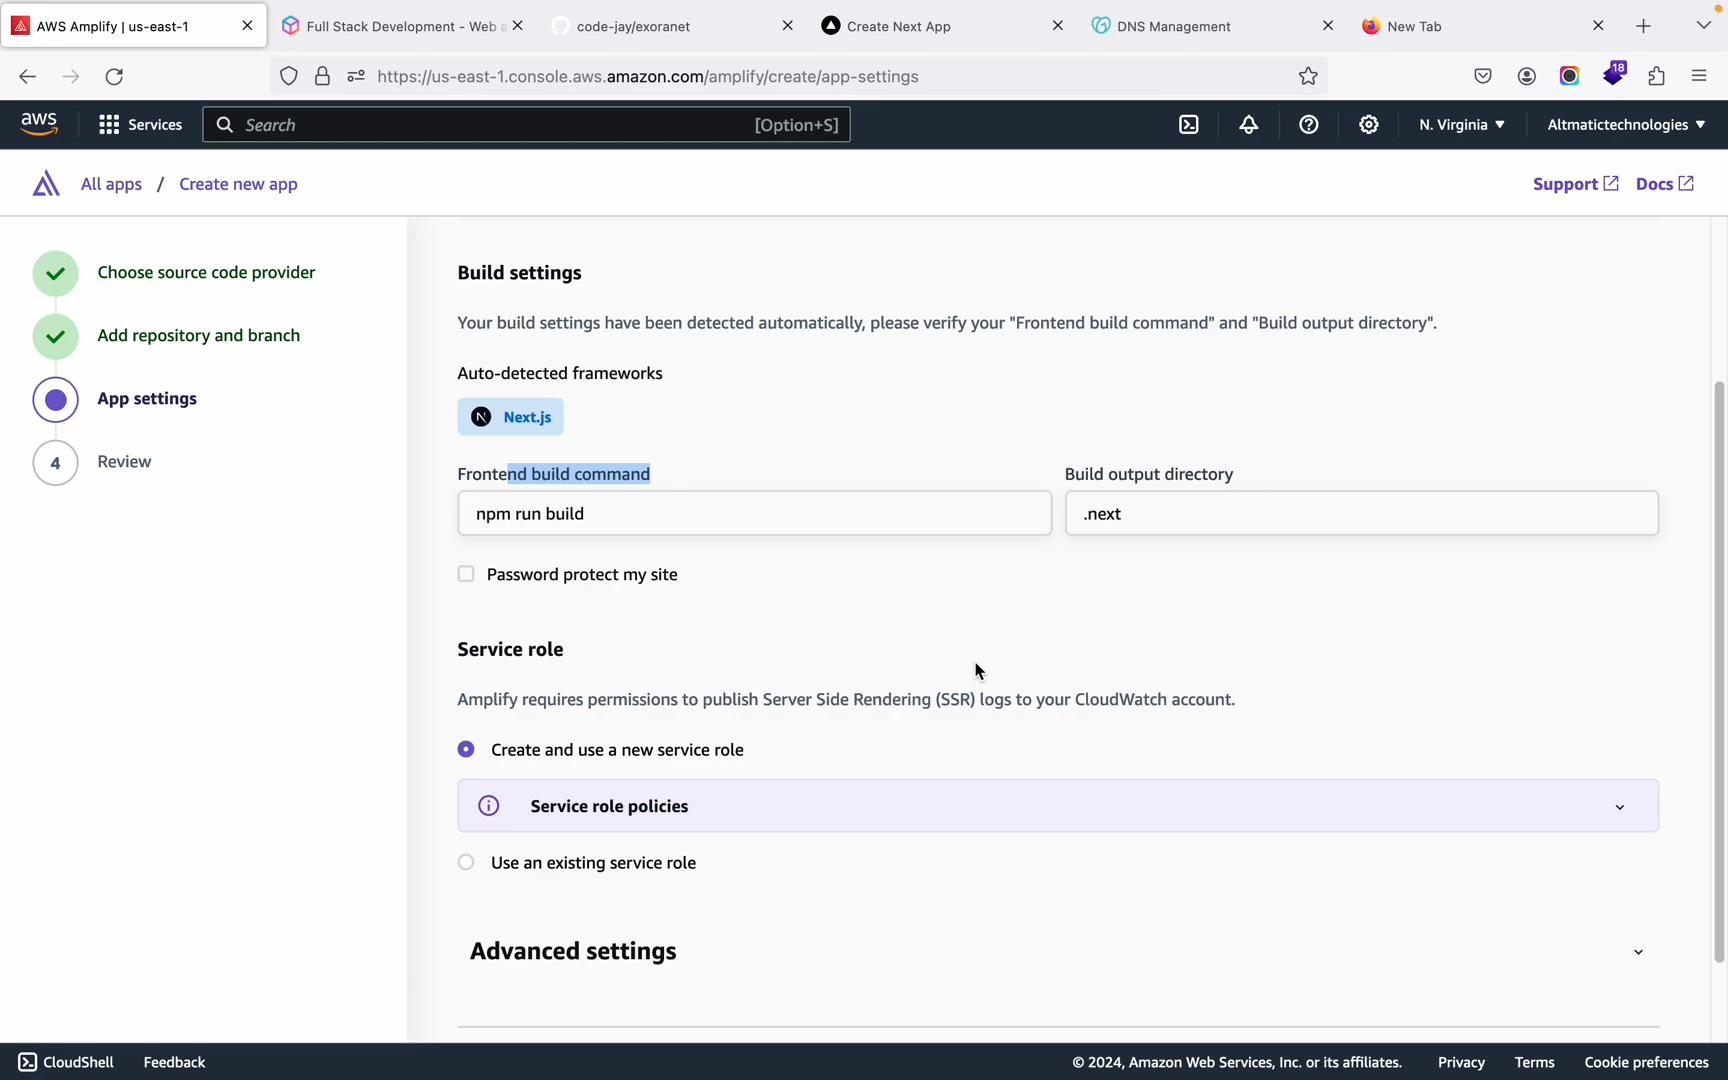 AWS Amplify | us-east-1
Full Stack Development - Web a
code-jay/exoranet
Create Next App
DNS Management
New Tab
https://us-east-1.console.aws.amazon.com/amplify/create/app-settings
18
aws
Services
Search
[Option+S]
N. Virginia
Altmatictechnologies
All apps / Create new app
Support
Docs
Choose source code provider
Add repository and branch
App settings
4 Review
Build settings
Your build settings have been detected automatically, please verify your "Frontend build command" and "Build output directory".
Auto-detected frameworks
N Next.js
Frontend build command
Build output directory
npm run build
.next
Password protect my site
Service role
Amplify requires permissions to publish Server Side Rendering (SSR) logs to your CloudWatch account.
Create and use a new service role
Service role policies
Use an existing service role
Advanced settings
CloudShell
Feedback
© 2024, Amazon Web Services, Inc. or its affiliates.
Privacy
Terms
Cookie preferences